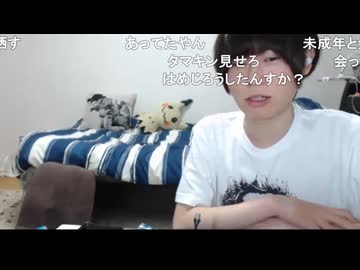 晒す
あってたやん
未成年と
タマキン見せろ
会っ
はめじろうしたんすか？